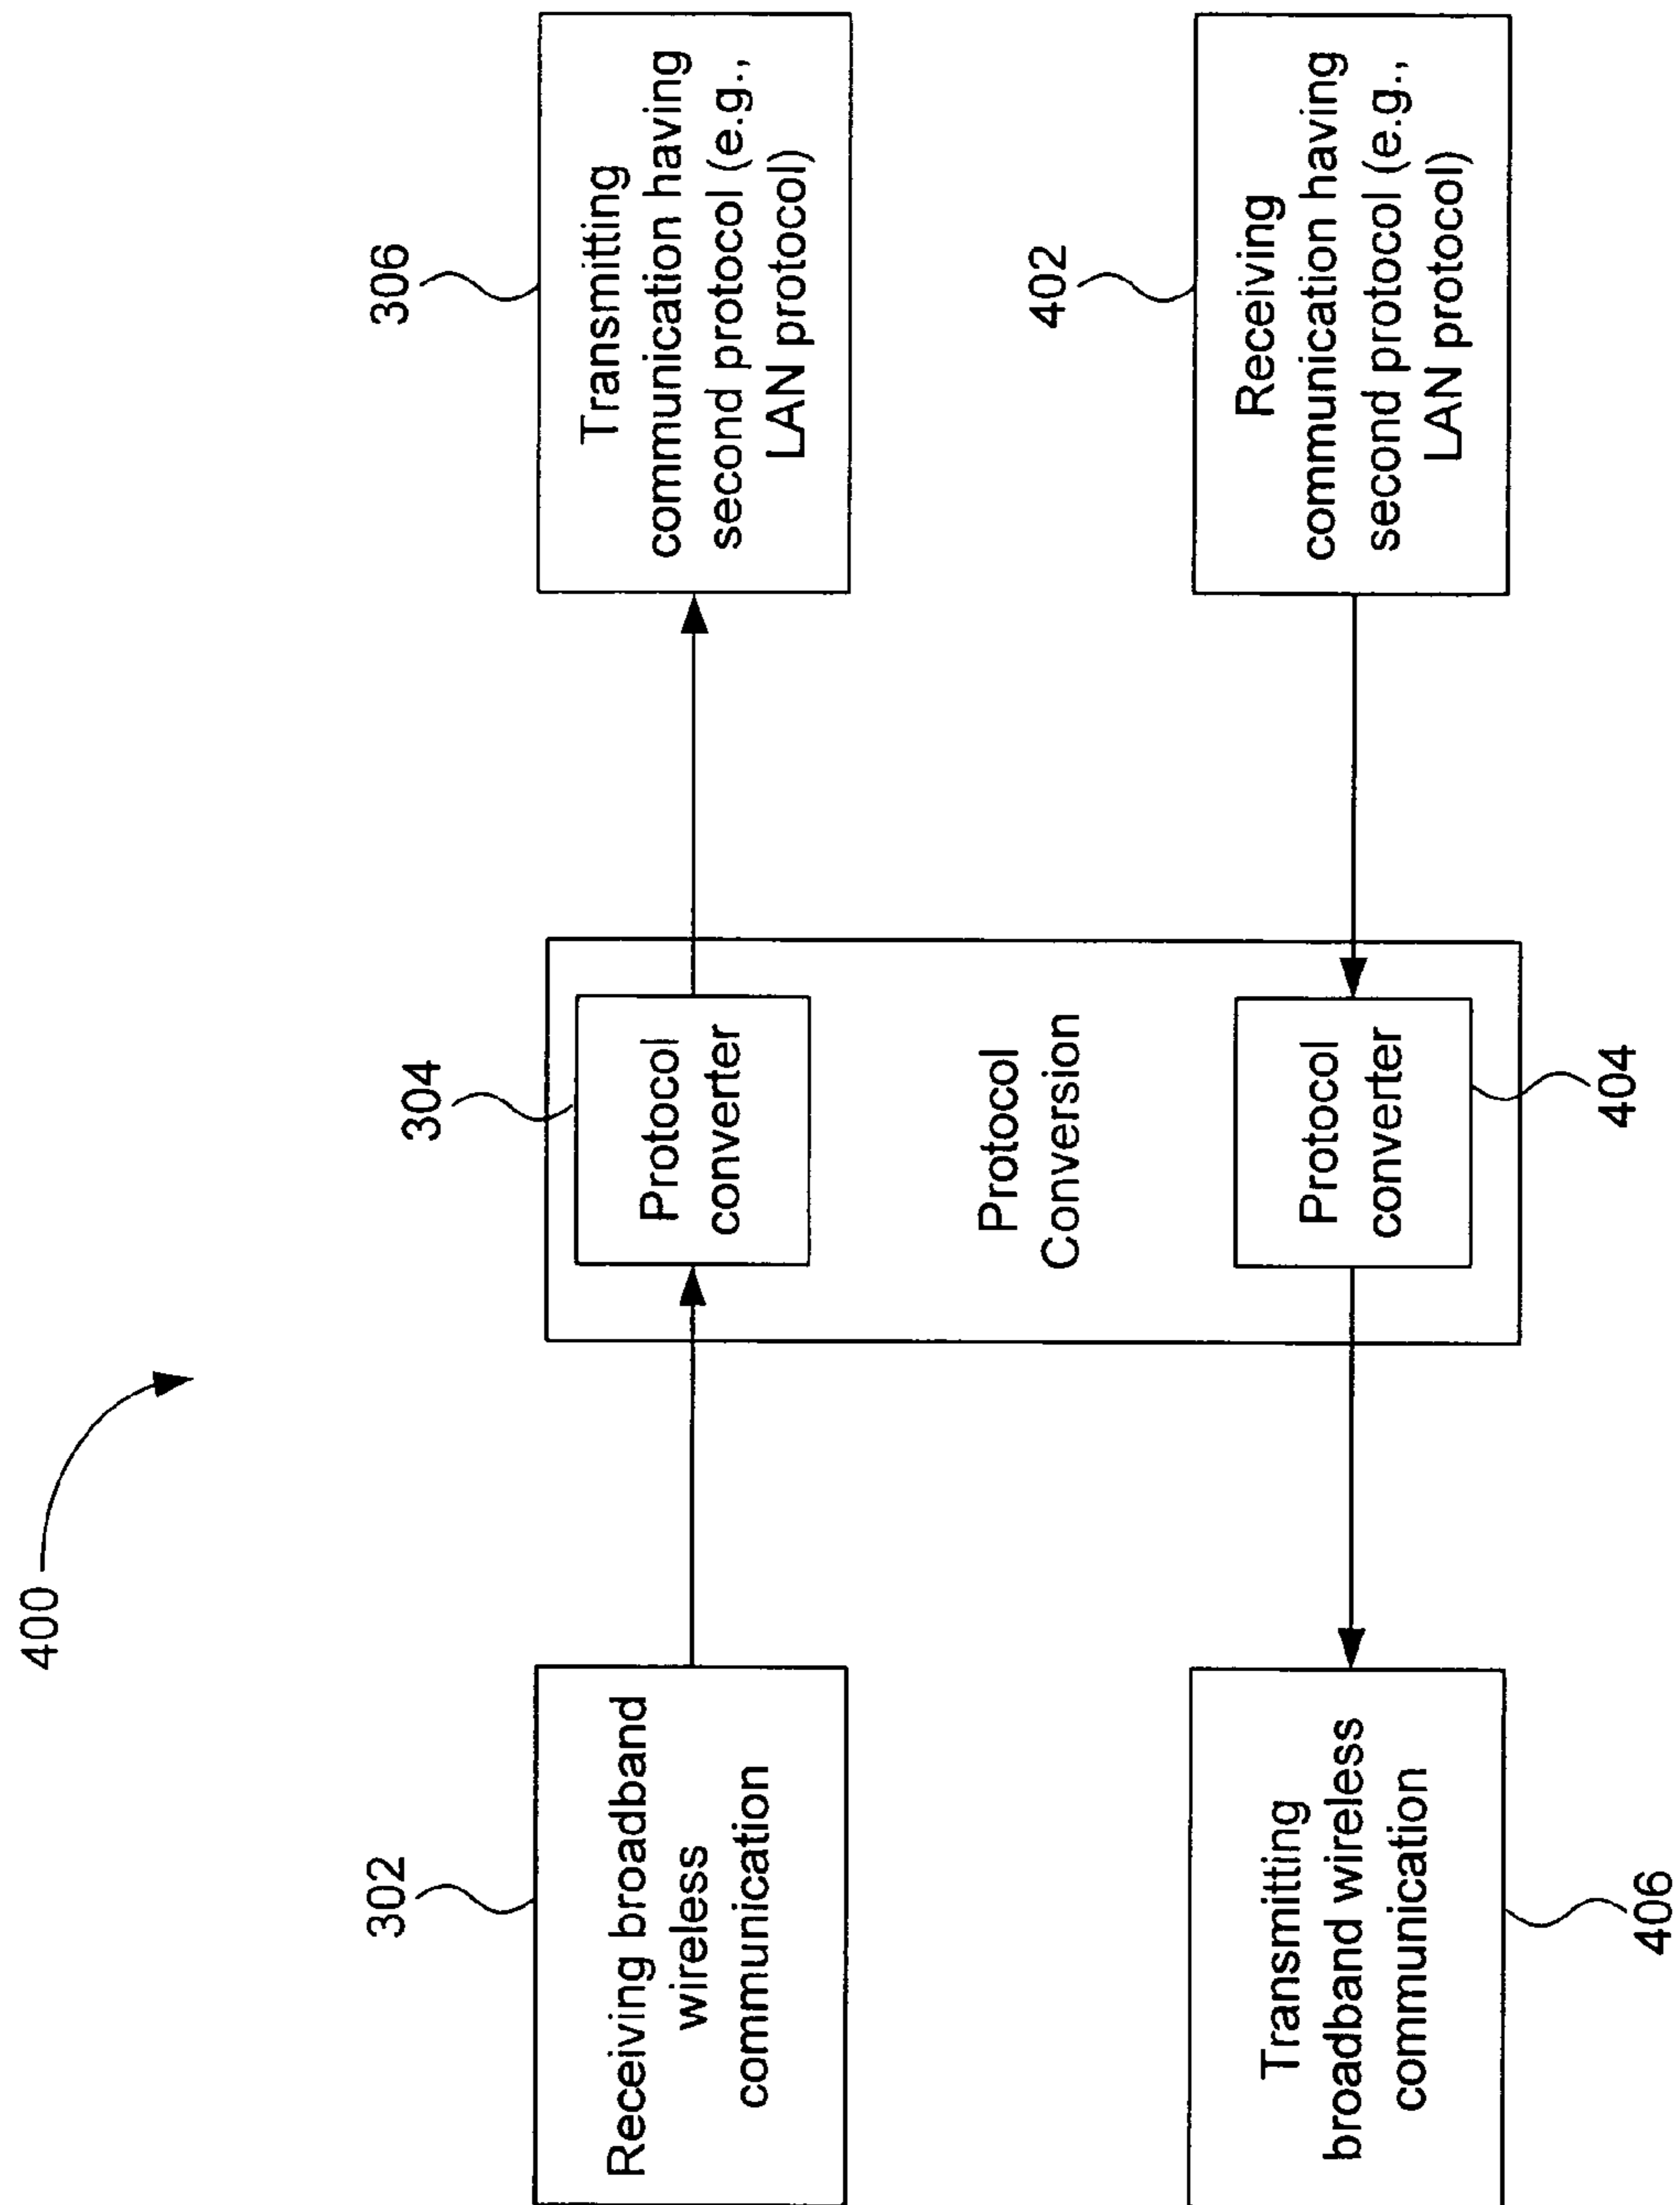 400
302
Receiving broadband
wireless
communication
304
Protocol
converter
306
Transmitting
communication having
second protocol (e.g.,
LAN protocol)
Protocol
Conversion
Transmitting
broadband wireless
communication
406
Protocol
converter
404
402
Receiving
communication having
second protocol (e.g.,
LAN protocol)